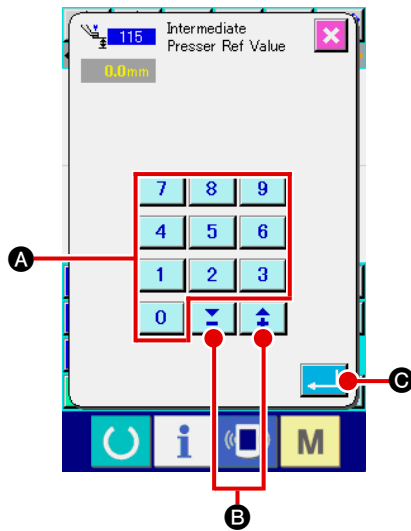 115 Intermediate
Presser Ref Value
0.0mm
7 8 9
4 5 6
A
1 2 3
0
C
i M
B